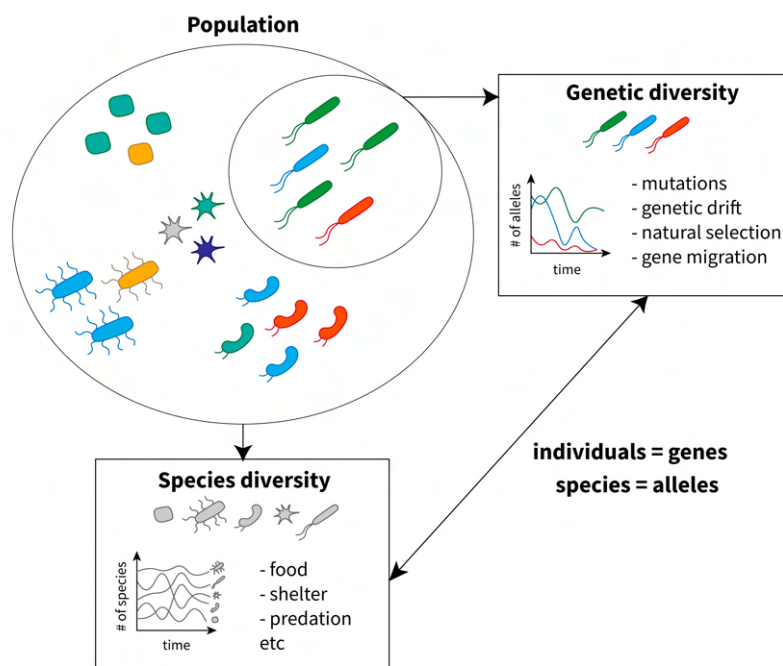 Population
Genetic diversity
# of alleles
time
- mutations
- genetic drift
- natural selection
- gene migration
individuals = genes
species = alleles
Species diversity
# of species
time
- food
- shelter
- predation
etc